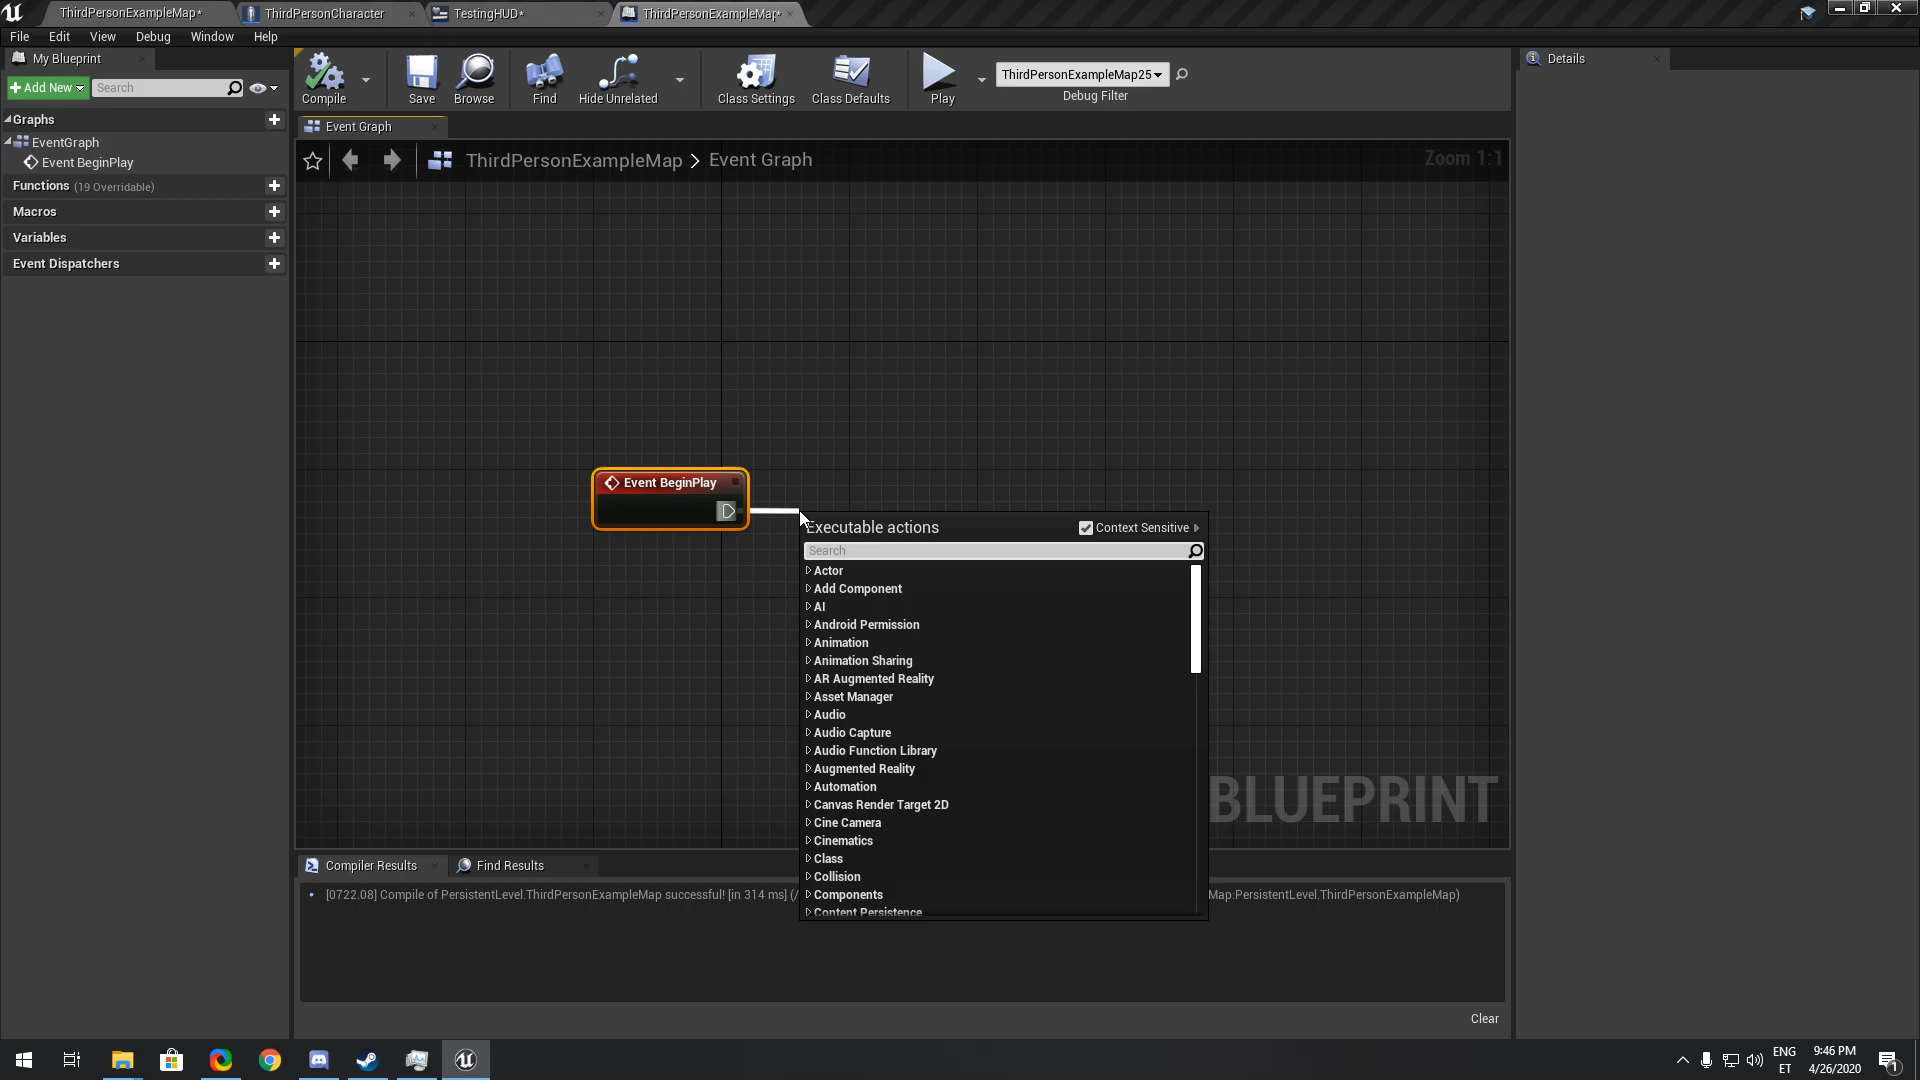 ThirdPersonExampleMap*
ThirdPersonCharacter
TestingHUD*
ThirdPersonExampleMap*
File Edit View Debug Window Help
My Blueprint
Add New
Search
Graphs
EventGraph
Event BeginPlay
Functions (19 Overridable)
Macros
Variables
Event Dispatchers
Compile
Save
Browse
Find
Hide Unrelated
Class Settings
Class Defaults
Play
ThirdPersonExampleMap25
Debug Filter
Details
Event Graph
ThirdPersonExampleMap > Event Graph
Zoom 1:1
Event BeginPlay
Executable actions
Context Sensitive
Search
Actor
Add Component
AI
Android Permission
Animation
Animation Sharing
AR Augmented Reality
Asset Manager
Audio
Audio Capture
Audio Function Library
Augmented Reality
Automation
Canvas Render Target 2D
Cine Camera
Cinematics
Class
Collision
Components
Content Persistence
BLUEPRINT
Compiler Results
Find Results
[0722.08] Compile of PersistentLevel.ThirdPersonExampleMap successful! [in 314 ms] (/
Map:PersistentLevel.ThirdPersonExampleMap)
Clear
ENG
ET
9:46 PM
4/26/2020
1